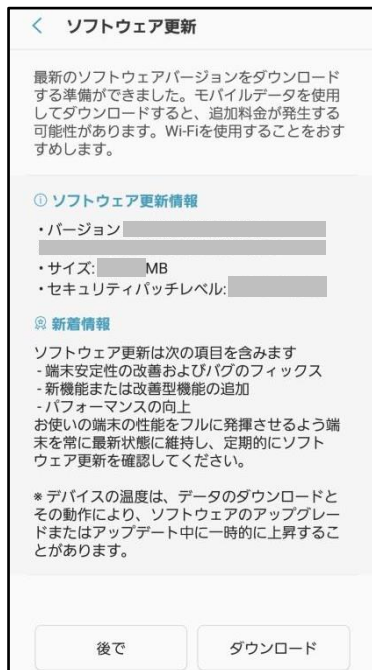 ソフトウェア更新
最新のソフトウェアバージョンをダウンロード
する準備ができました。モバイルデータを使用
してダウンロードすると、追加料金が発生する
可能性があります。Wi-Fiを使用することをおす
すめします。
ソフトウェア更新情報
・バージョン
・サイズ: MB
・セキュリティパッチレベル:
新着情報
ソフトウェア更新は次の項目を含みます
- 端末安定性の改善およびバグのフィックス
- 新機能または改善型機能の追加
- パフォーマンスの向上
お使いの端末の性能をフルに発揮させるよう端
末を常に最新状態に維持し、定期的にソフト
ウェア更新を確認してください。
※ デバイスの温度は、データのダウンロードと
その動作により、ソフトウェアのアップグレー
ドまたはアップデート中に一時的に上昇するこ
とがあります。
後で
ダウンロード